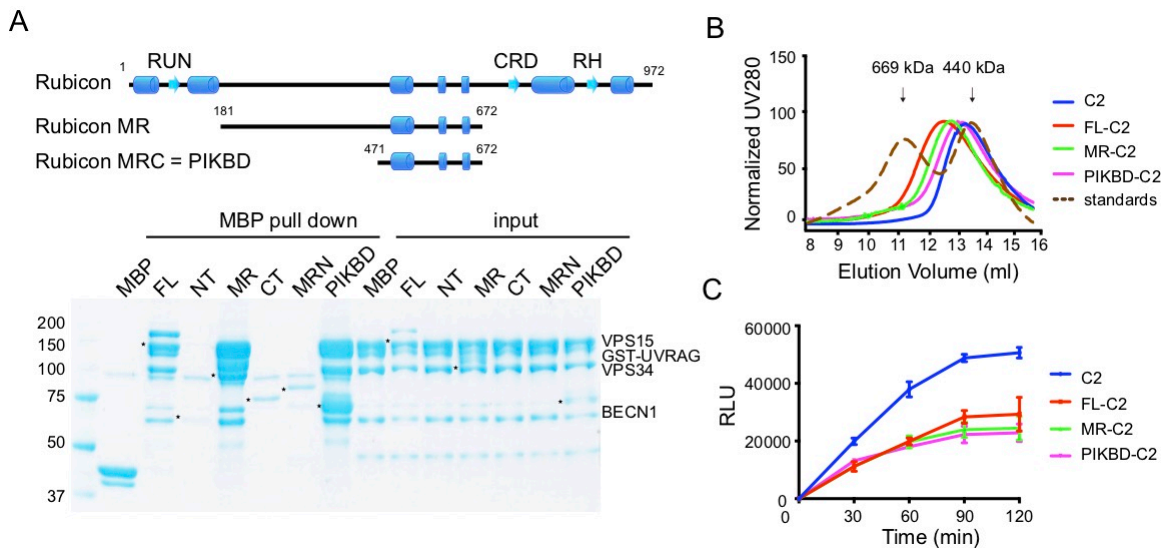 A
RUN CRD RH
Rubicon 1 972
Rubicon MR 181 672
Rubicon MRC = PIKBD 471 672
MBP pull down input
MBP FL NT MR CT MRN PIKBD MBP FL NT MR CT MRN PIKBD
200
150
100
75
50
37
VPS15
GST-UVRAG
VPS34
BECN1
B
150
100
50
0
Normalized UV280
669 kDa 440 kDa
8 9 10 11 12 13 14 15 16
Elution Volume (ml)
C2
FL-C2
MR-C2
PIKBD-C2
standards
C
60000
40000
20000
0
RLU
30 60 90 120
Time (min)
C2
FL-C2
MR-C2
PIKBD-C2